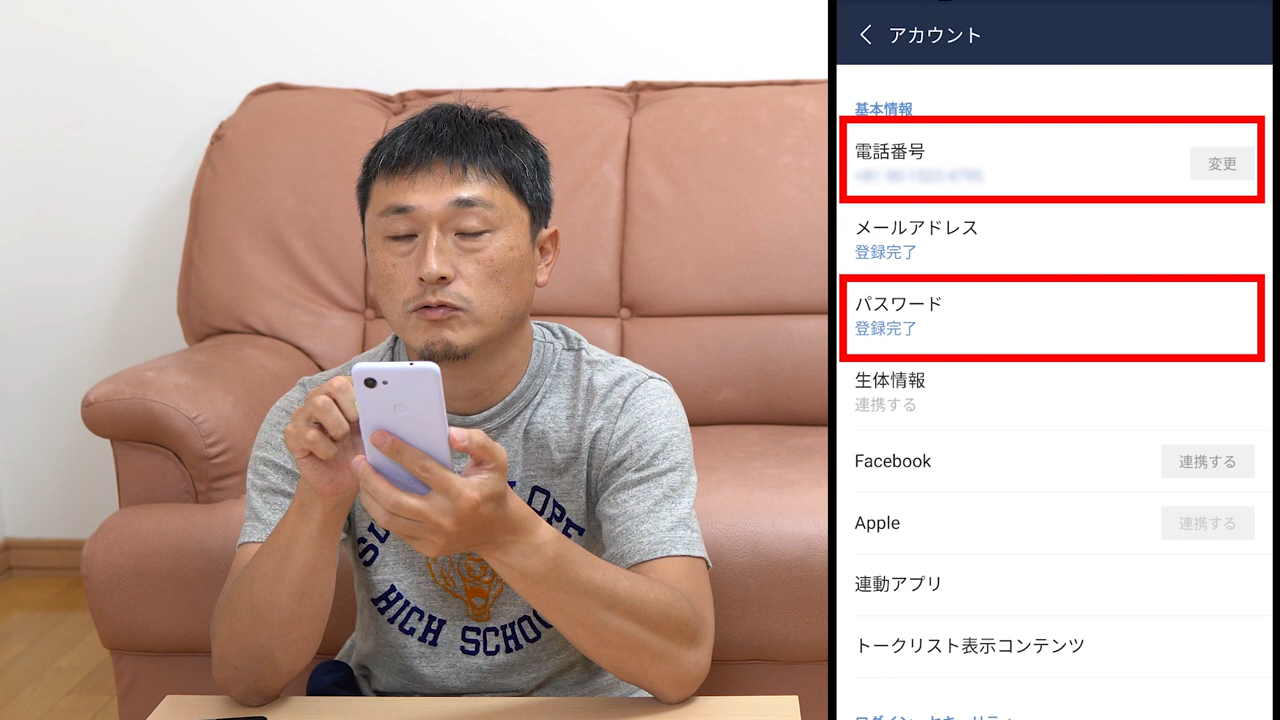 SL LOPE
HIGH SCHOO
アカウント
基本情報
電話番号
変更
メールアドレス
登録完了
パスワード
登録完了
生体情報
連携する
Facebook
連携する
Apple
連携する
連動アプリ
トークリスト表示コンテンツ